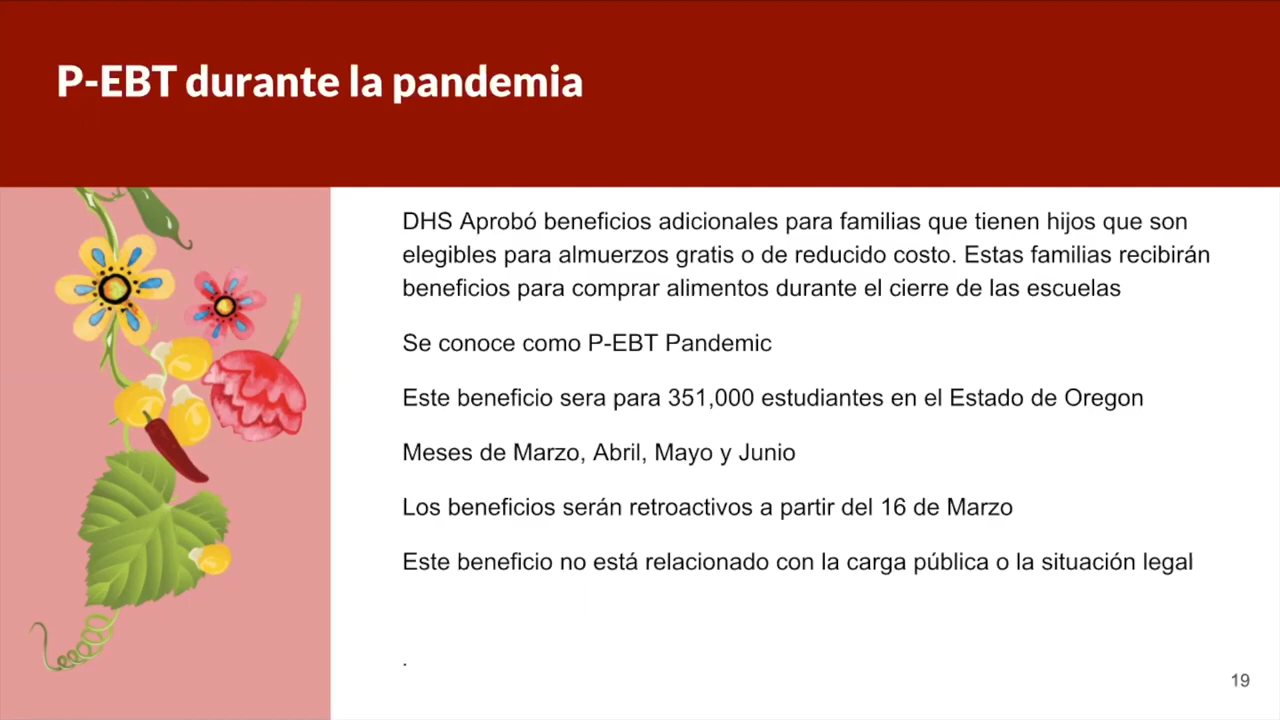 P-EBT durante la pandemia
DHS Aprobó beneficios adicionales para familias que tienen hijos que son
elegibles para almuerzos gratis o de reducido costo. Estas familias recibirán
beneficios para comprar alimentos durante el cierre de las escuelas
Se conoce como P-EBT Pandemic
Este beneficio sera para 351,000 estudiantes en el Estado de Oregon
Meses de Marzo, Abril, Mayo y Junio
Los beneficios serán retroactivos a partir del 16 de Marzo
Este beneficio no está relacionado con la carga pública o la situación legal
.
19